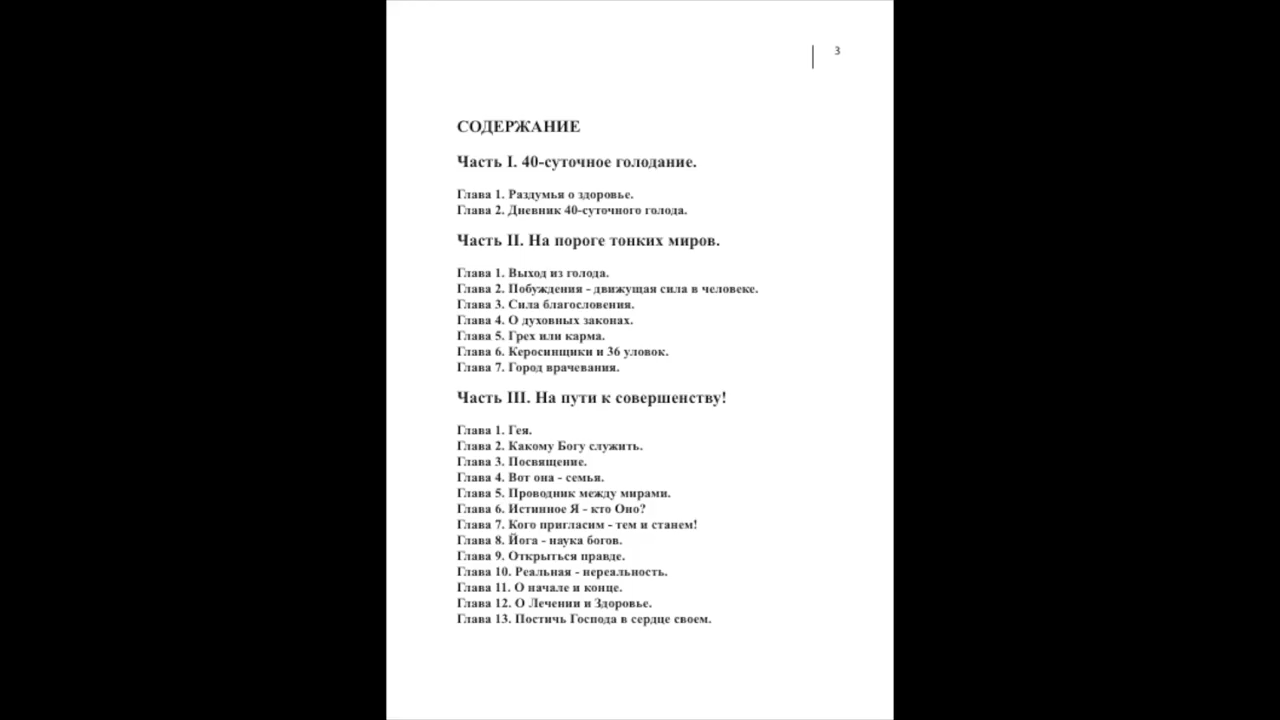 3
СОДЕРЖАНИЕ
Часть I. 40-суточное голодание.
Глава 1. Раздумья о здоровье.
Глава 2. Дневник 40-суточного голода.
Часть II. На пороге тонких миров.
Глава 1. Выход из голода.
Глава 2. Побуждения - движущая сила в человеке.
Глава 3. Сила благословения.
Глава 4. О духовных законах.
Глава 5. Грех или карма.
Глава 6. Керосинщики и 36 уловок.
Глава 7. Город врачевания.
Часть III. На пути к совершенству!
Глава 1. Гея.
Глава 2. Какому Богу служить.
Глава 3. Посвящение.
Глава 4. Вот она - семья.
Глава 5. Проводник между мирами.
Глава 6. Истинное Я - кто Оно?
Глава 7. Кого пригласим - тем и станем!
Глава 8. Йога - наука богов.
Глава 9. Открыться правде.
Глава 10. Реальная - нереальность.
Глава 11. О начале и конце.
Глава 12. О Лечении и Здоровье.
Глава 13. Постичь Господа в сердце своем.